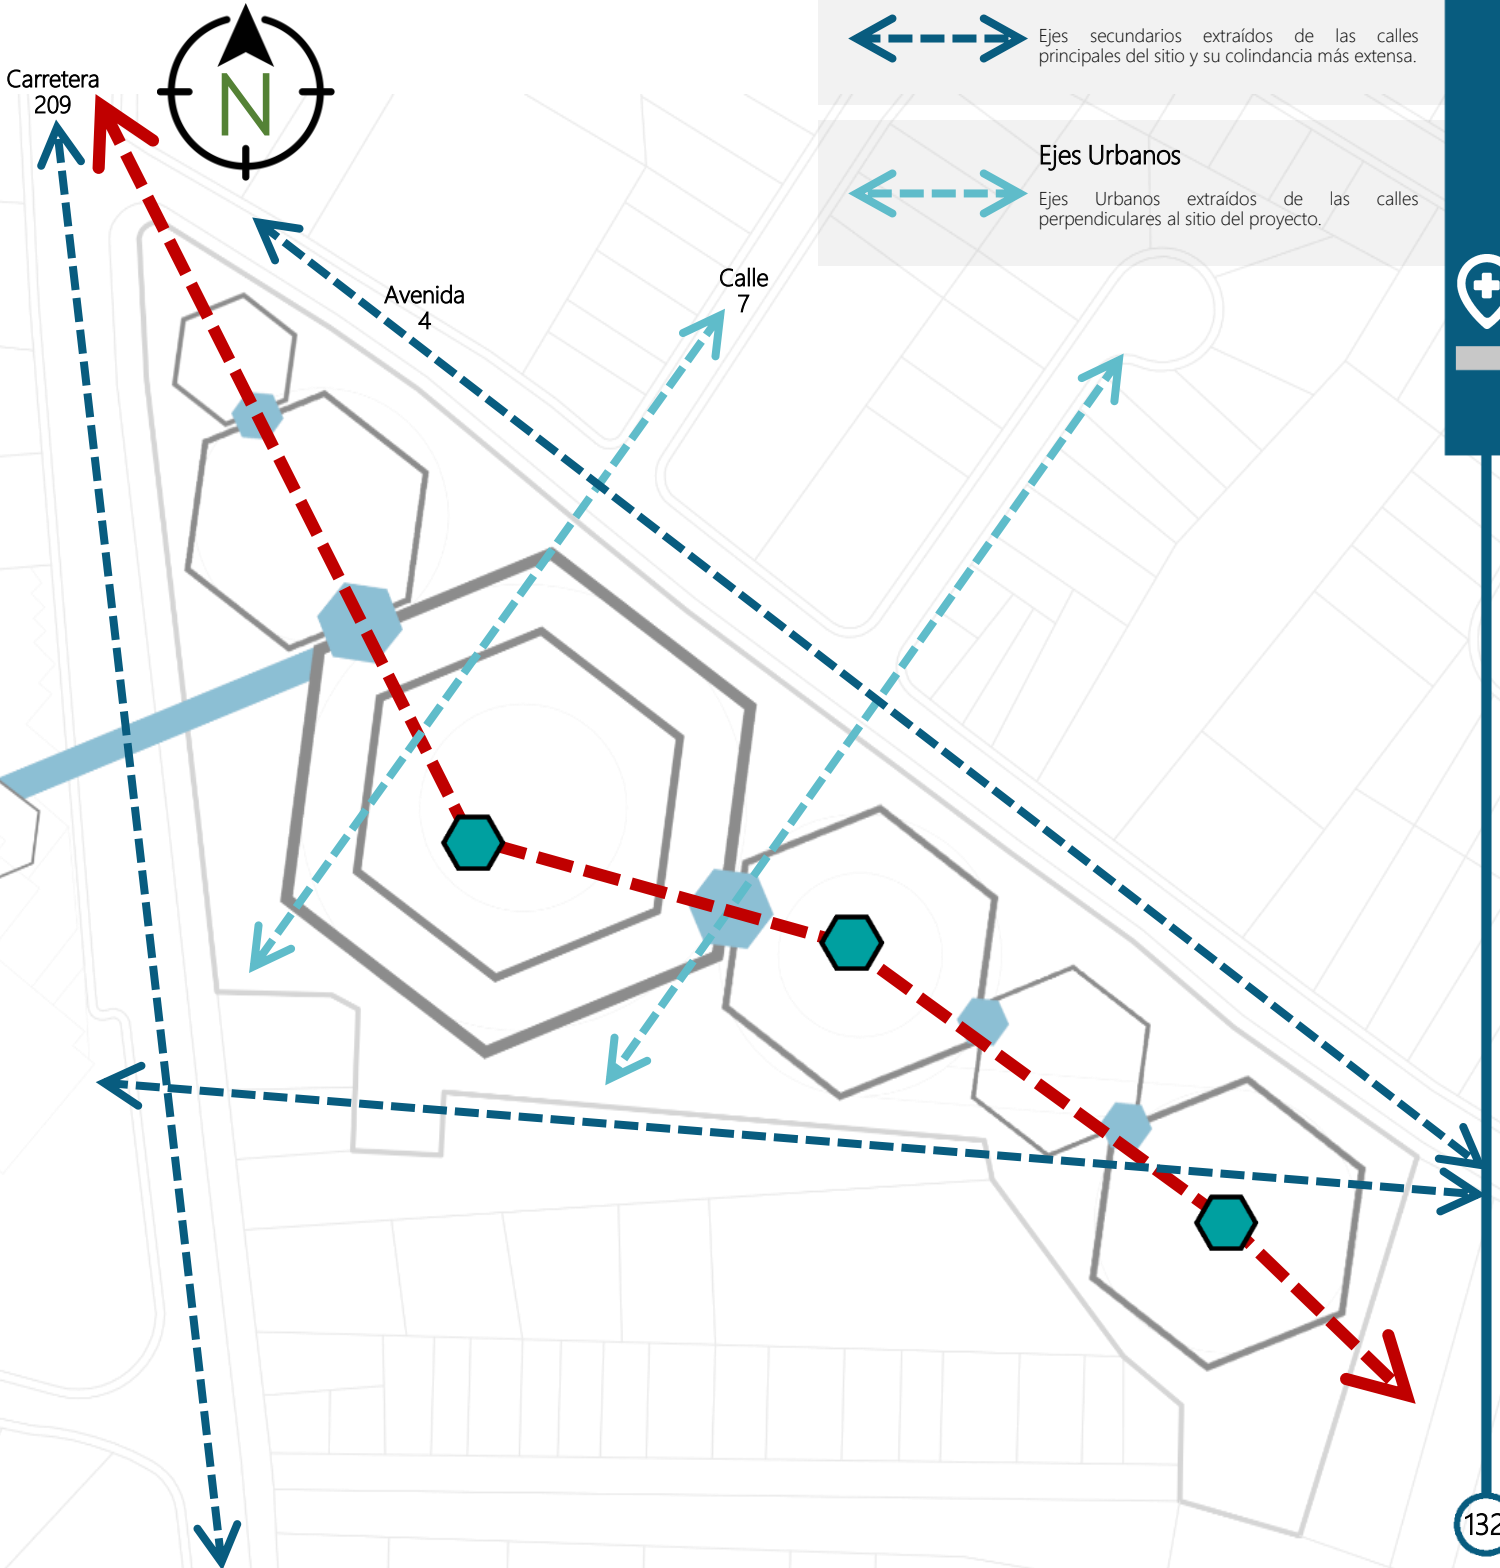 Ejes secundarios extraídos de las calles
principales del sitio y su colindancia más extensa.
Ejes Urbanos
Ejes Urbanos extraídos de las calles
perpendiculares al sitio del proyecto.
Carretera
209
N
Avenida
4
Calle
7
132